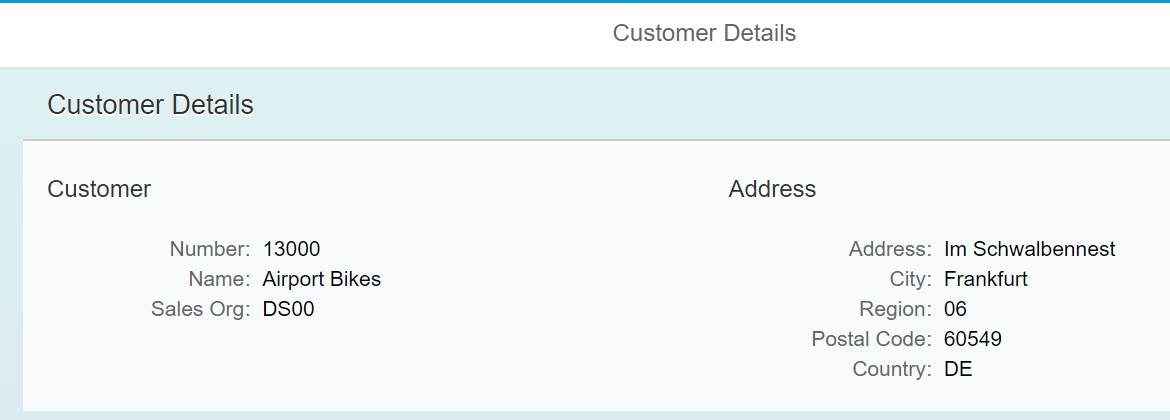 Customer Details
Customer Details
Customer
Number: 13000
Name: Airport Bikes
Sales Org: DS00
Address
Address: Im Schwalbennest
City: Frankfurt
Region: 06
Postal Code: 60549
Country: DE